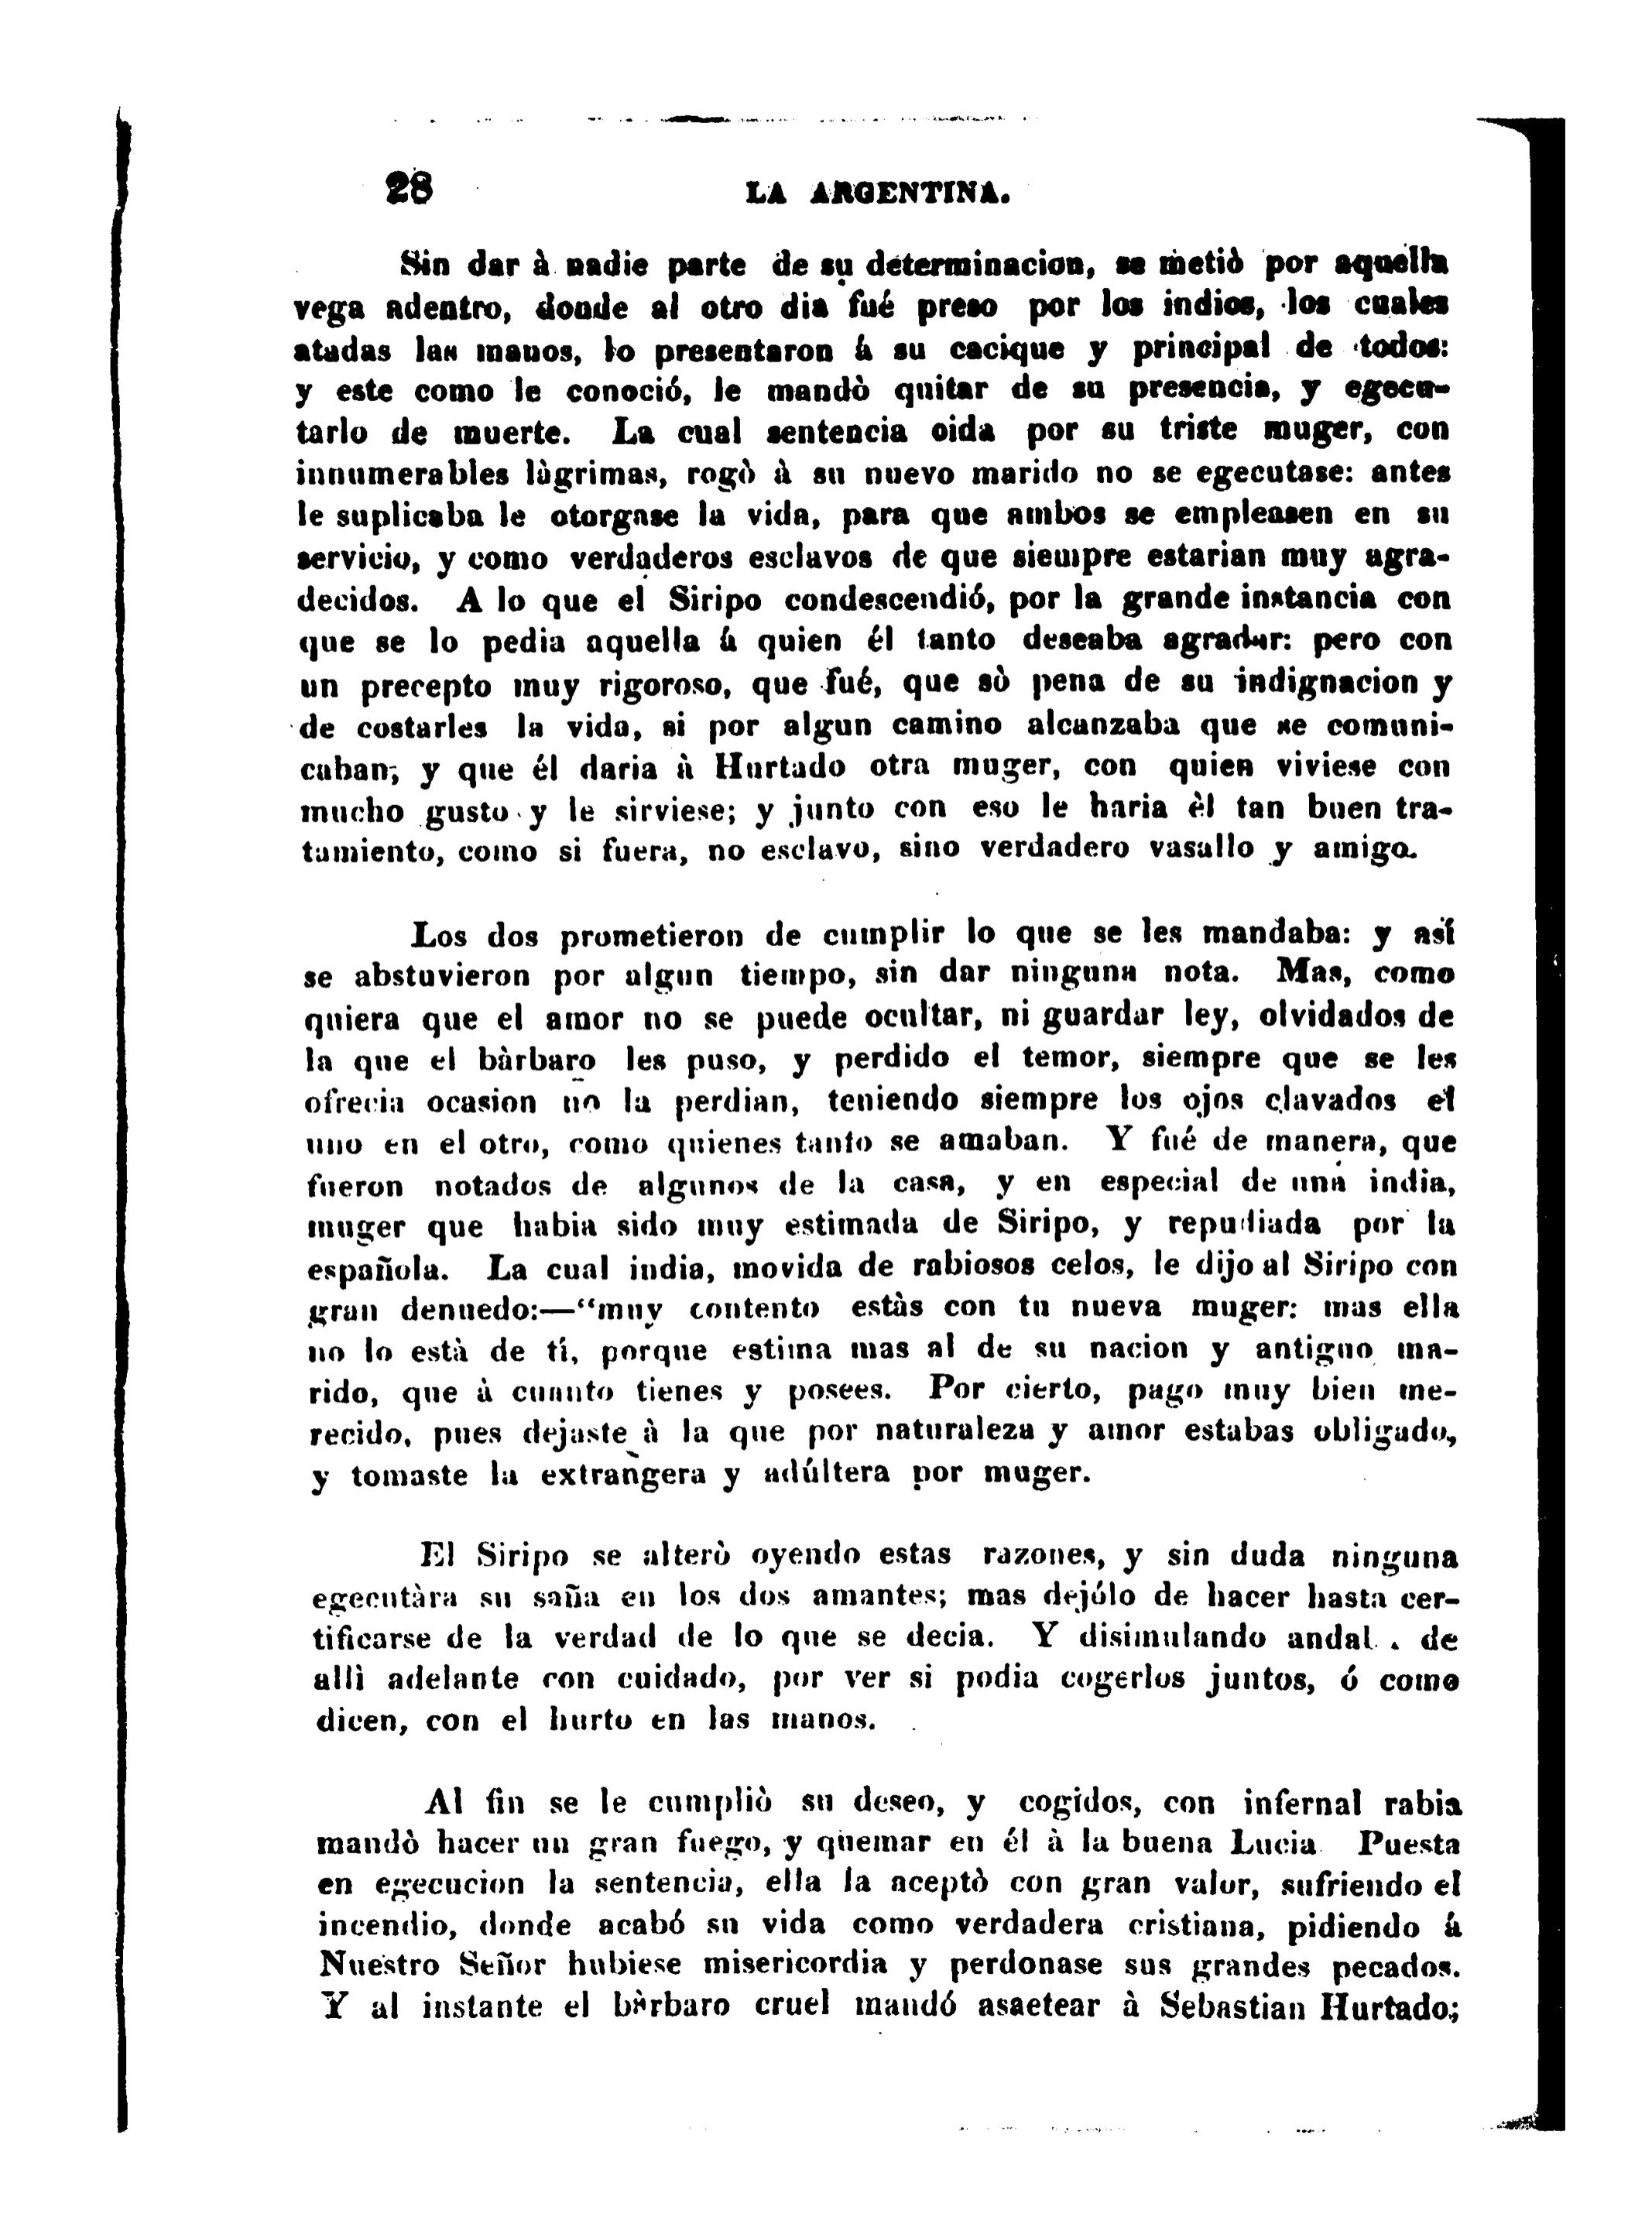 28 LA ARGENTINA.
Sin dar à nadie parte de su determinacion, se metiò por aquella
vega adentro, donde al otro dia fué preso por los indios, los cuales
atadas las manos, lo presentaron á su cacique y principal de todos:
y este como le conoció, le mandò quitar de su presencia, y egecu-
tarlo de muerte. La cual sentencia oida por su triste muger, con
innumerables lùgrimas, rogò à su nuevo marido no se egecutase: antes
le suplicaba le otorgase la vida, para que ambos se empleasen en su
servicio, y como verdaderos esclavos de que siempre estarian muy agra-
decidos. A lo que el Siripo condescendió, por la grande instancia con
que se lo pedia aquella á quien él tanto deseaba agradar: pero con
un precepto muy rigoroso, que fué, que sò pena de su indignacion y
de costarles la vida, si por algun camino alcanzaba que se comuni-
caban; y que él daria à Hurtado otra muger, con quien viviese con
mucho gusto y le sirviese; y junto con eso le haria èl tan buen tra-
tamiento, como si fuera, no esclavo, sino verdadero vasallo y amigo.
Los dos prometieron de cumplir lo que se les mandaba: y así
se abstuvieron por algun tiempo, sin dar ninguna nota. Mas, como
quiera que el amor no se puede ocultar, ni guardar ley, olvidados de
la que el bàrbaro les puso, y perdido el temor, siempre que se les
ofrecia ocasion no la perdian, teniendo siempre los ojos clavados el
uno en el otro, como quienes tanto se amaban. Y fué de manera, que
fueron notados de algunos de la casa, y en especial de una india,
muger que habia sido muy estimada de Siripo, y repudiada por la
española. La cual india, movida de rabiosos celos, le dijo al Siripo con
gran denuedo:—“muy contento estàs con tu nueva muger: mas ella
no lo està de tí, porque estima mas al de su nacion y antiguo ma-
rido, que à cuanto tienes y posees. Por cierto, pago muy bien me-
recido, pues dejaste à la que por naturaleza y amor estabas obligado,
y tomaste la extrangera y adúltera por muger.
El Siripo se alterò oyendo estas razones, y sin duda ninguna
egecutàra su saña en los dos amantes; mas dejólo de hacer hasta cer-
tificarse de la verdad de lo que se decia. Y disimulando andal . de
allì adelante con cuidado, por ver si podia cogerlos juntos, ó como
dicen, con el hurto en las manos.
Al fin se le cumpliò su deseo, y cogidos, con infernal rabia
mandò hacer un gran fuego, y quemar en él à la buena Lucia Puesta
en egecucion la sentencia, ella la aceptò con gran valor, sufriendo el
incendio, donde acabó su vida como verdadera cristiana, pidiendo á
Nuestro Señor hubiese misericordia y perdonase sus grandes pecados.
Y al instante el bàrbaro cruel mandó asaetear à Sebastian Hurtado;